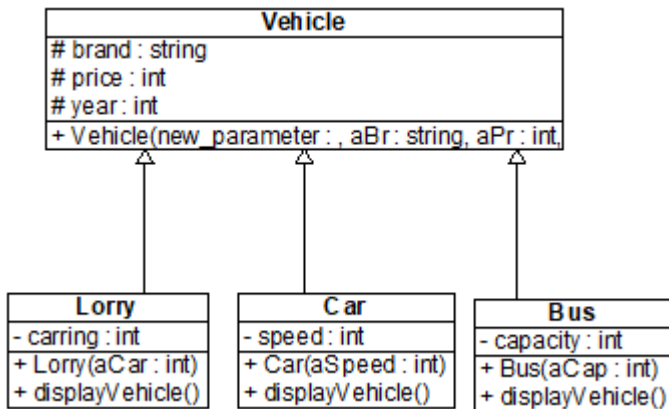 Vehicle
# brand : string
# price : int
# year : int
+ Vehicle(new_parameter : , aBr : string, aPr : int,
Lorry
- carring : int
+ Lorry(aCar : int)
+ displayVehicle()
Car
- speed : int
+ Car(aSpeed : int)
+ displayVehicle()
Bus
- capacity : int
+ Bus(aCap : int)
+ displayVehicle()